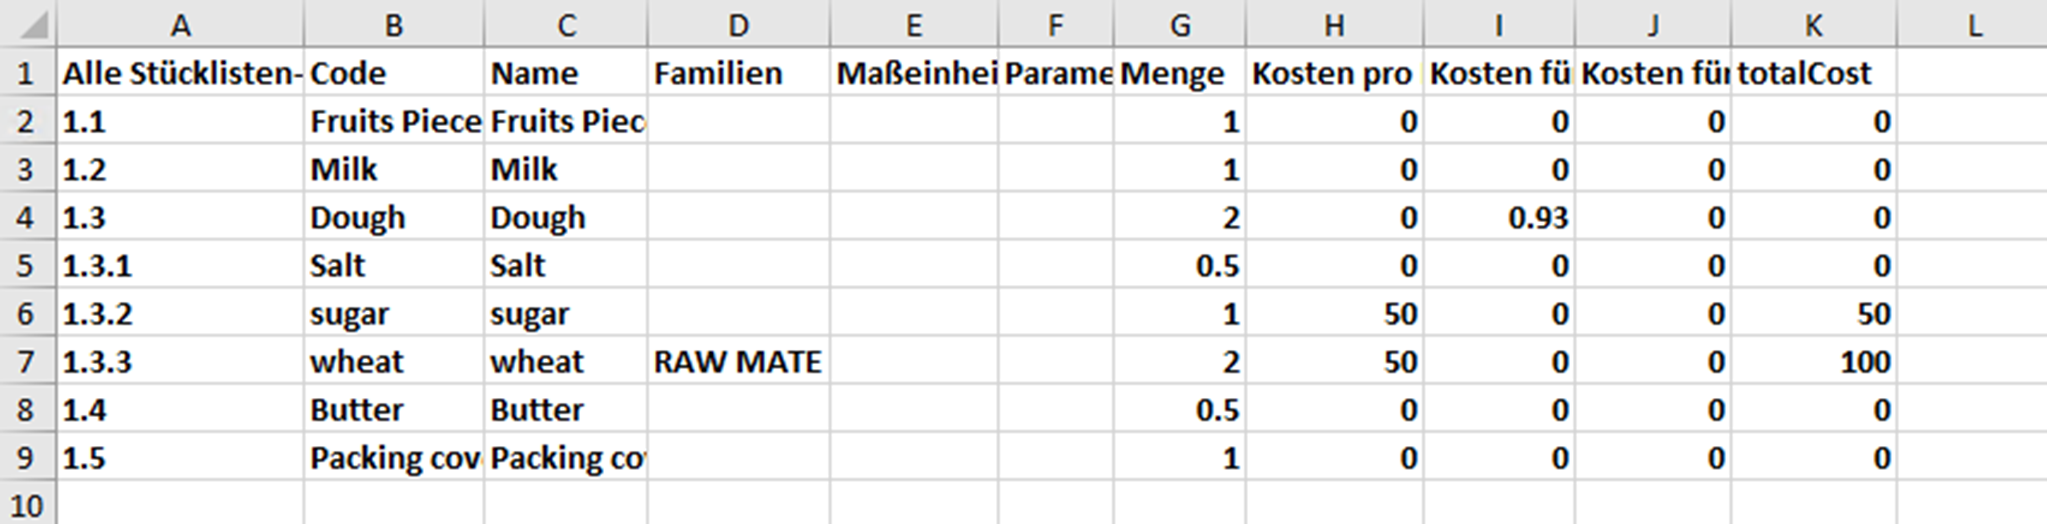 A B C D E F G H I J K L
1 Alle Stücklisten- Code Name Familien Maßeinhei Parame Menge Kosten pro Kosten fü Kosten für totalCost
2 1.1 Fruits Piece Fruits Piec 1 0 0 0 0
3 1.2 Milk Milk 1 0 0 0 0
4 1.3 Dough Dough 2 0 0.93 0 0
5 1.3.1 Salt Salt 0.5 0 0 0 0
6 1.3.2 sugar sugar 1 50 0 0 50
7 1.3.3 wheat wheat RAW MATE 2 50 0 0 100
8 1.4 Butter Butter 0.5 0 0 0 0
9 1.5 Packing cov Packing co 1 0 0 0 0
10